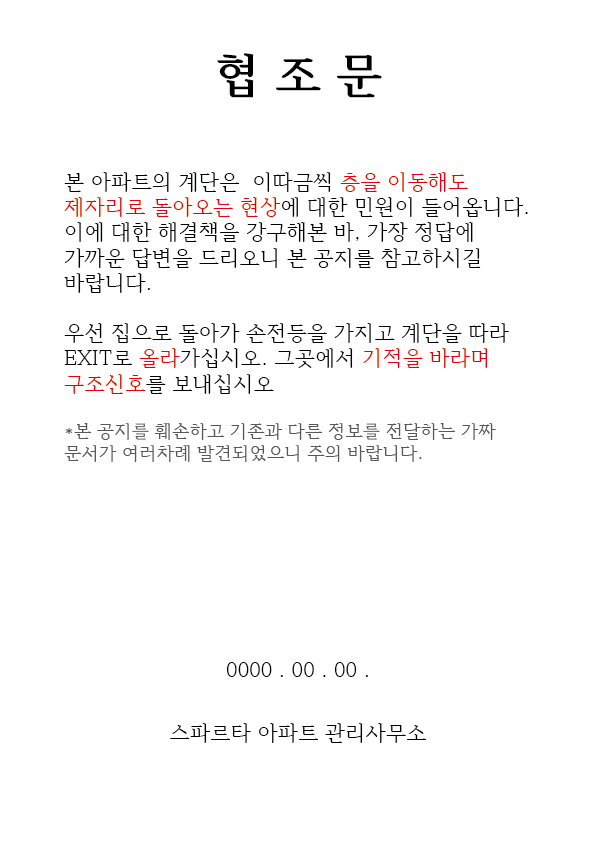 협 조 문
본 아파트의 계단은  이따금씩 층을 이동해도
제자리로 돌아오는 현상에 대한 민원이 들어옵니다.
이에 대한 해결책을 강구해본 바, 가장 정답에
가까운 답변을 드리오니 본 공지를 참고하시길
바랍니다.
우선 집으로 돌아가 손전등을 가지고 계단을 따라
EXIT로 올라가십시오. 그곳에서 기적을 바라며
구조신호를 보내십시오
*본 공지를 훼손하고 기존과 다른 정보를 전달하는 가짜
문서가 여러차례 발견되었으니 주의 바랍니다.
0000 . 00 . 00 .
스파르타 아파트 관리사무소